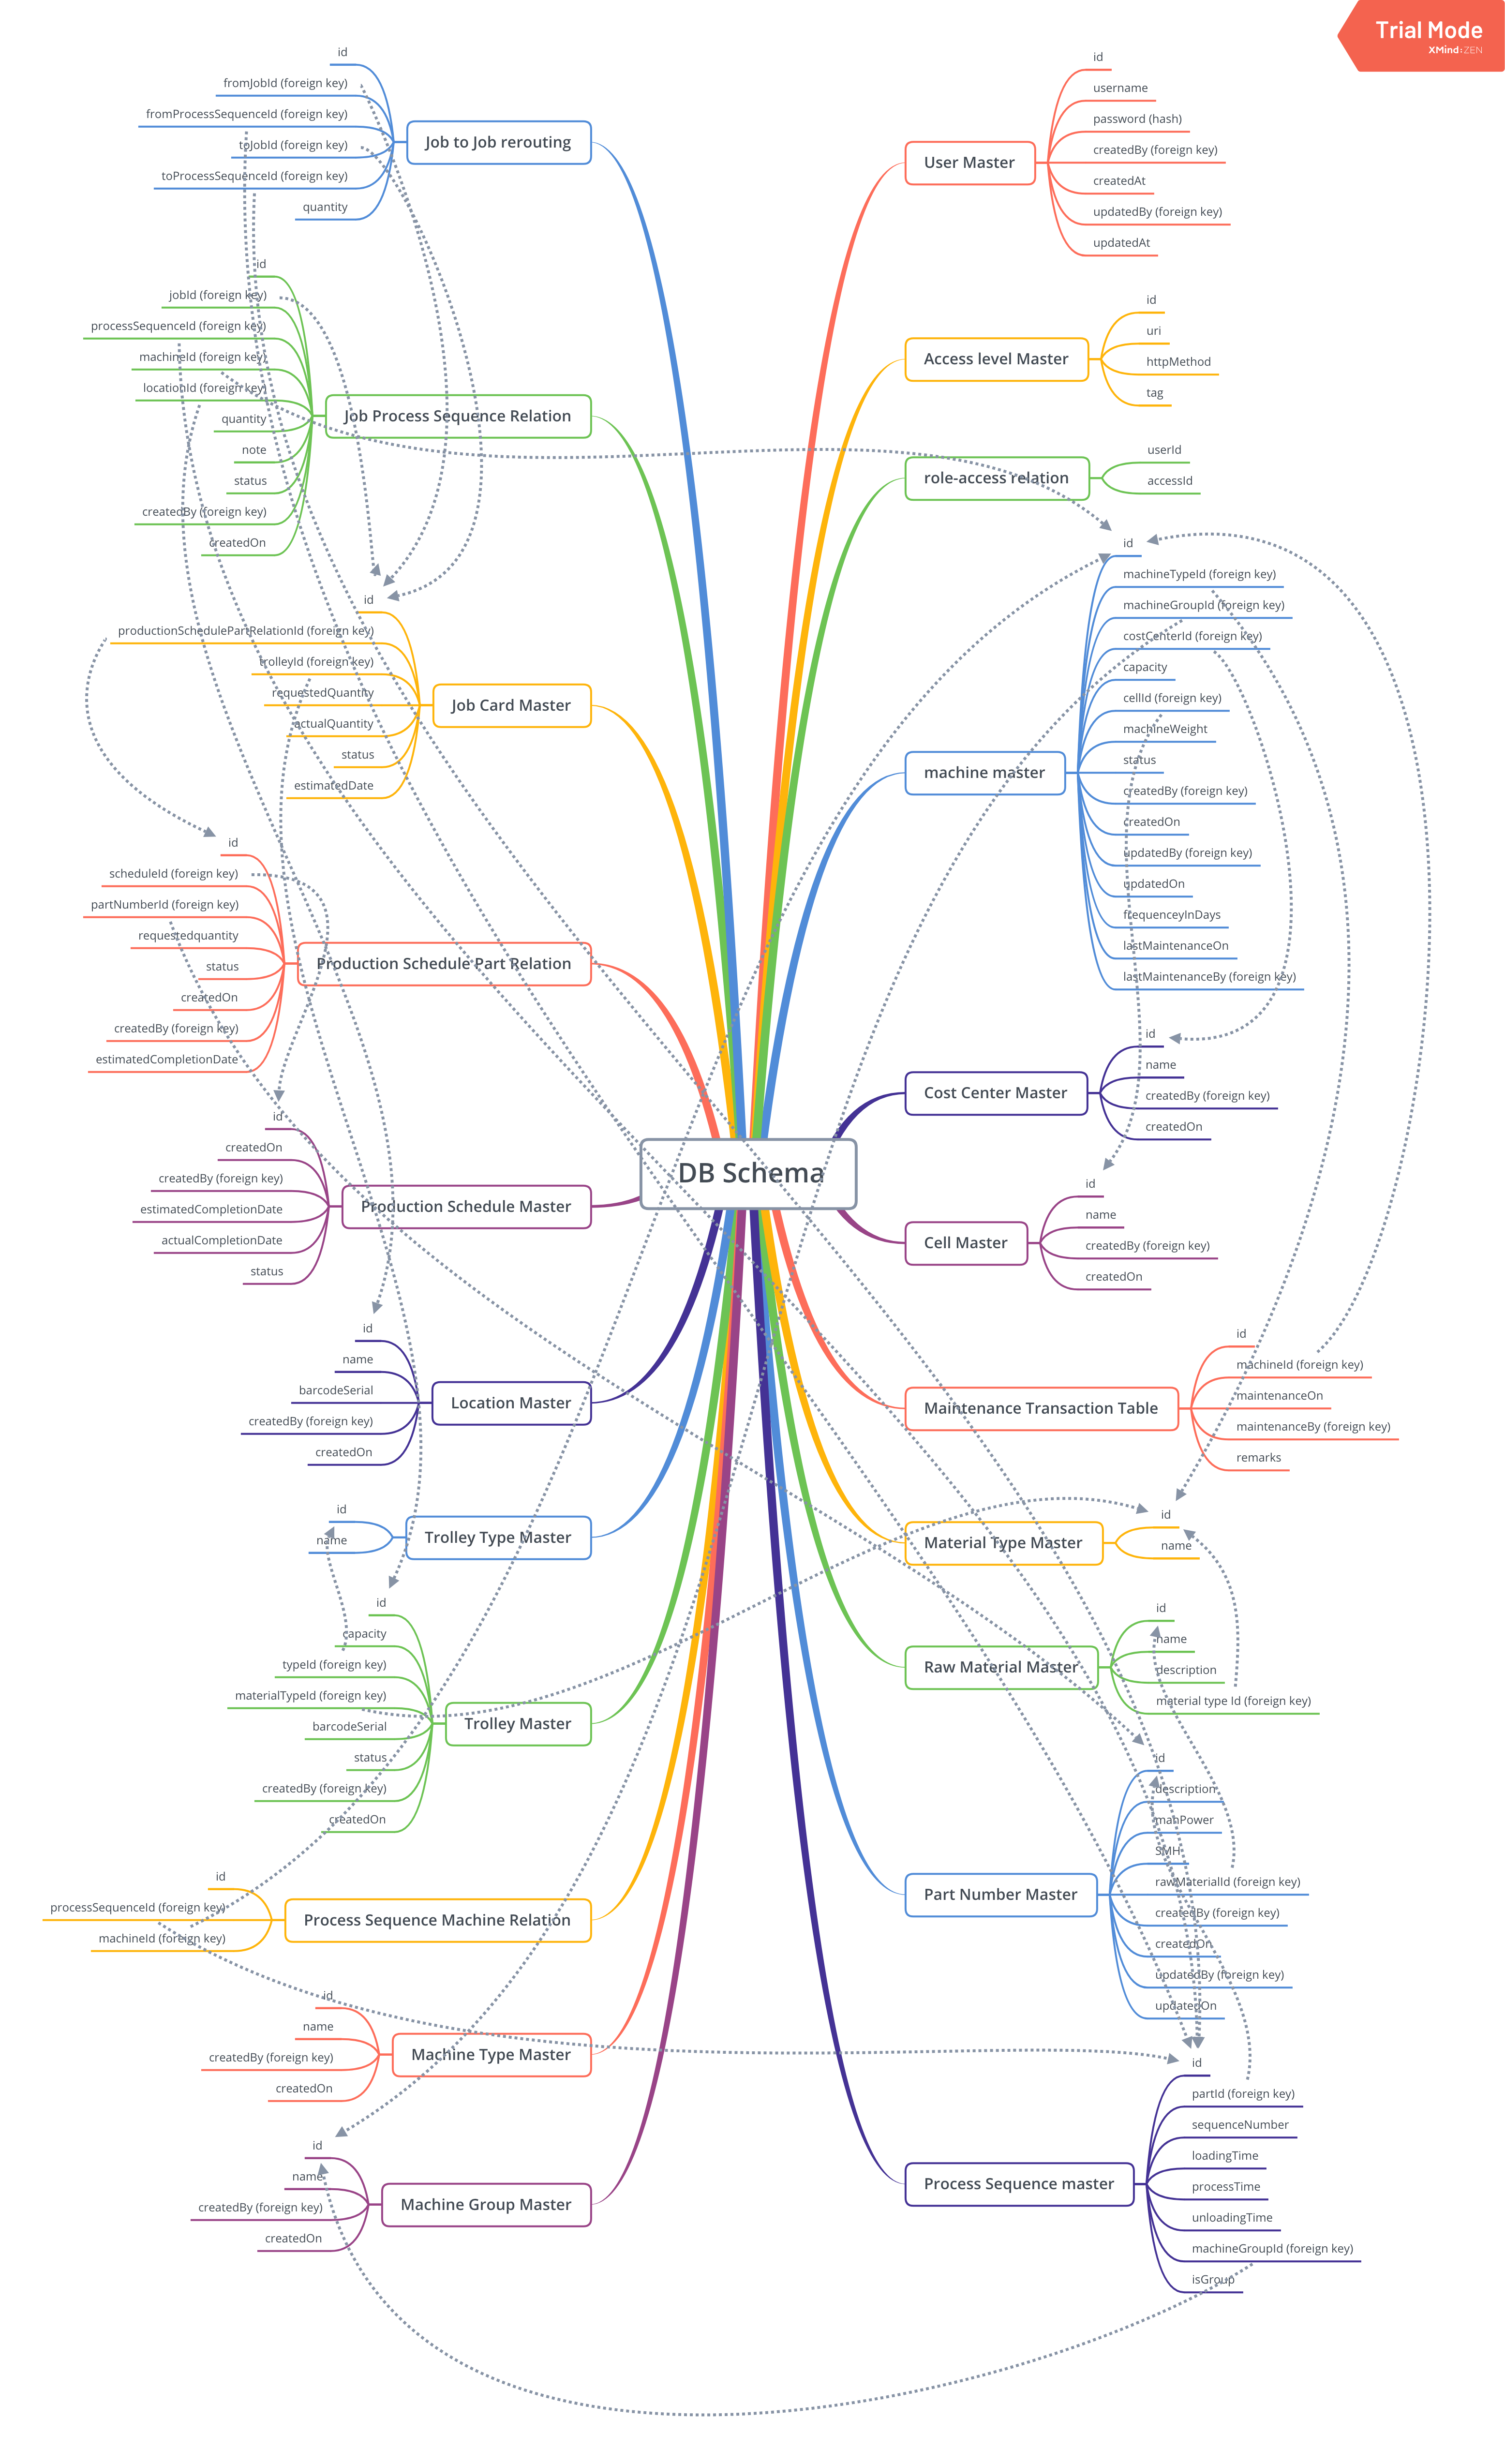 Trial Mode
XMind:ZEN
DB Schema
User Master
id
username
password (hash)
createdBy (foreign key)
createdAt
updatedBy (foreign key)
updatedAt
Access level Master
id
uri
httpMethod
tag
role-access relation
userId
accessId
machine master
id
machineTypeId (foreign key)
machineGroupId (foreign key)
costCenterId (foreign key)
capacity
cellId (foreign key)
machineWeight
status
createdBy (foreign key)
createdOn
updatedBy (foreign key)
updatedOn
frequenceyInDays
lastMaintenanceOn
lastMaintenanceBy (foreign key)
Cost Center Master
id
name
createdBy (foreign key)
createdOn
Cell Master
id
name
createdBy (foreign key)
createdOn
Maintenance Transaction Table
id
machineId (foreign key)
maintenanceOn
maintenanceBy (foreign key)
remarks
Material Type Master
id
name
Raw Material Master
id
name
description
material type Id (foreign key)
Part Number Master
id
description
manPower
SMH
rawMaterialId (foreign key)
createdBy (foreign key)
createdOn
updatedBy (foreign key)
updatedOn
Process Sequence master
id
partId (foreign key)
sequenceNumber
loadingTime
processTime
unloadingTime
machineGroupId (foreign key)
isGroup
Job to Job rerouting
id
fromJobId (foreign key)
fromProcessSequenceId (foreign key)
toJobId (foreign key)
toProcessSequenceId (foreign key)
quantity
Job Process Sequence Relation
id
jobId (foreign key)
processSequenceId (foreign key)
machineId (foreign key)
locationId (foreign key)
quantity
note
status
createdBy (foreign key)
createdOn
Job Card Master
id
productionSchedulePartRelationId (foreign key)
trolleyId (foreign key)
requestedQuantity
actualQuantity
status
estimatedDate
Production Schedule Part Relation
id
scheduleId (foreign key)
partNumberId (foreign key)
requestedquantity
status
createdOn
createdBy (foreign key)
estimatedCompletionDate
Production Schedule Master
id
createdOn
createdBy (foreign key)
estimatedCompletionDate
actualCompletionDate
status
Location Master
id
name
barcodeSerial
createdBy (foreign key)
createdOn
Trolley Type Master
id
name
Trolley Master
id
capacity
typeId (foreign key)
materialTypeId (foreign key)
barcodeSerial
status
createdBy (foreign key)
createdOn
Process Sequence Machine Relation
id
processSequenceId (foreign key)
machineId (foreign key)
Machine Type Master
id
name
createdBy (foreign key)
createdOn
Machine Group Master
id
name
createdBy (foreign key)
createdOn